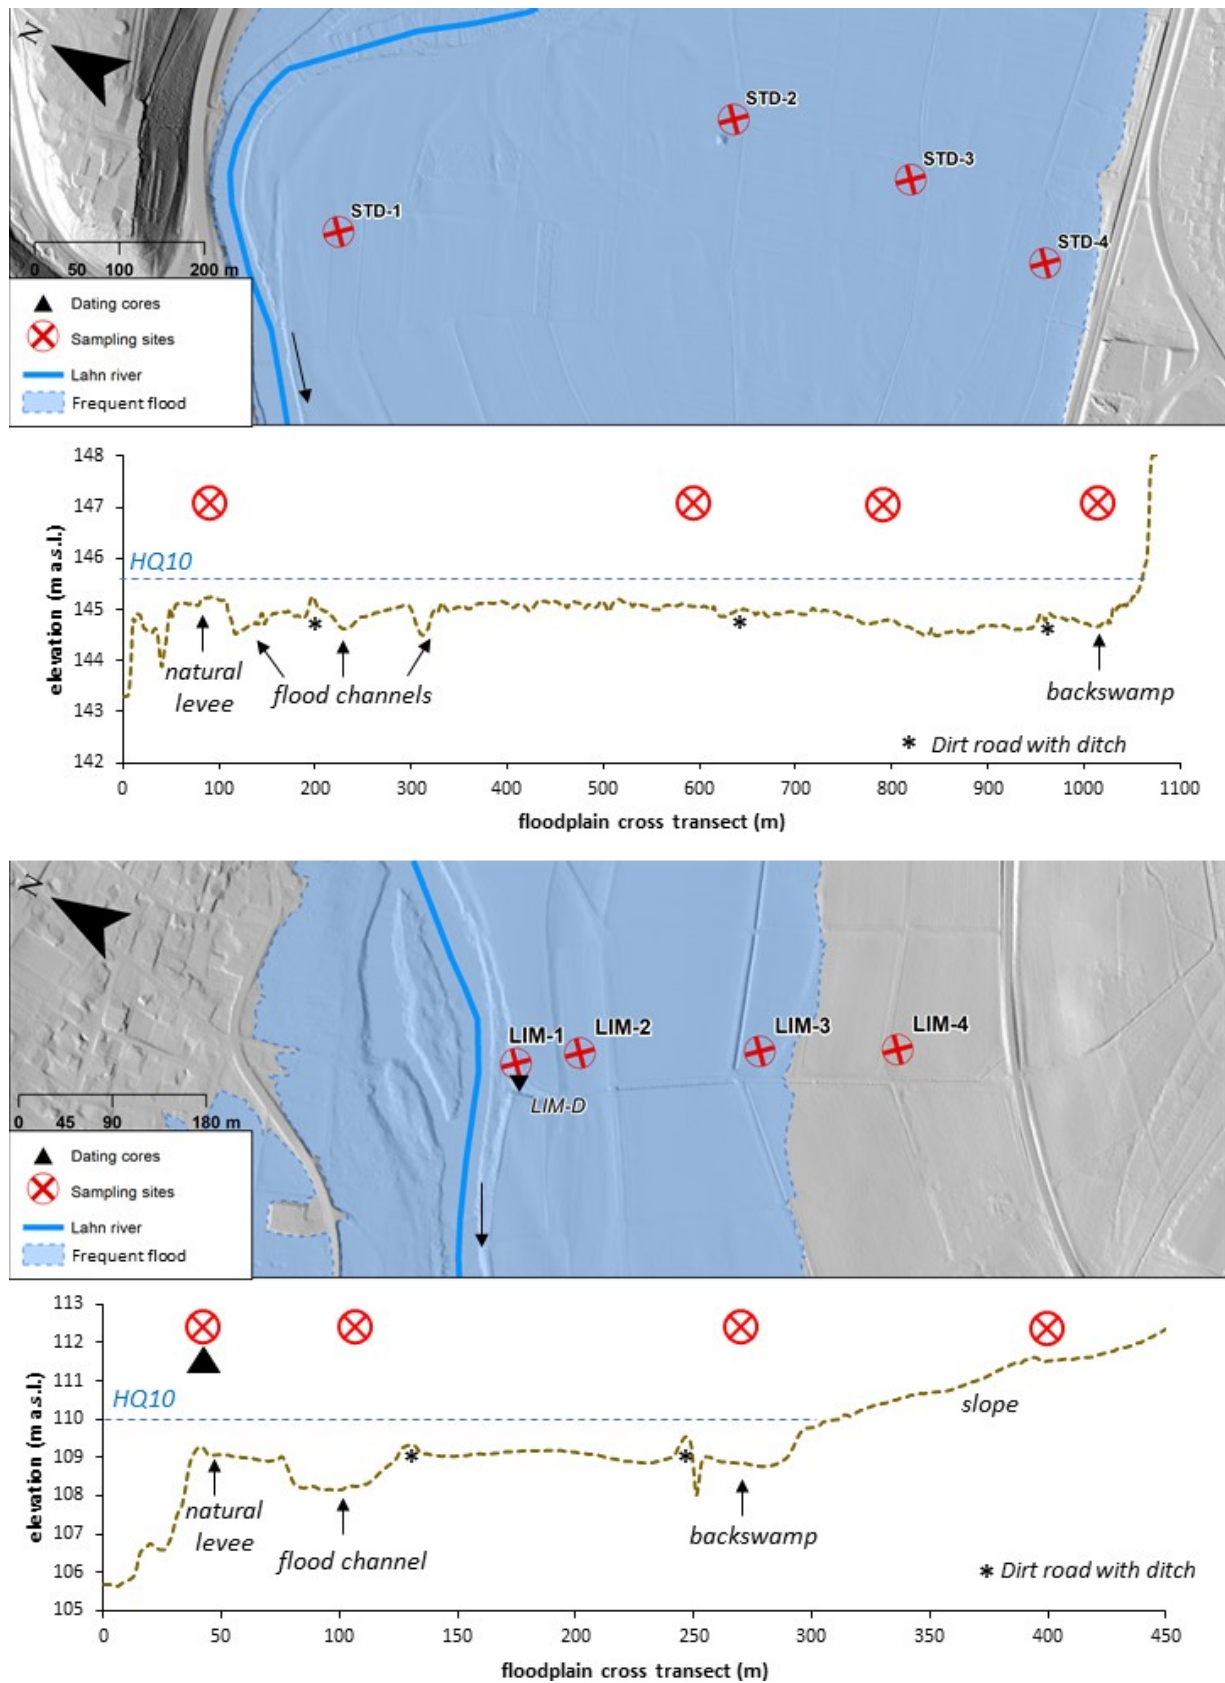 N
STD-2
STD-3
STD-1
STD-4
0 50 100 200 m
Dating cores
Sampling sites
Lahn river
Frequent flood
148
147
146
145
144
143
142
elevation (m a.s.l.)
HQ10
natural
levee
flood channels
backswamp
* Dirt road with ditch
0 100 200 300 400 500 600 700 800 900 1000 1100
floodplain cross transect (m)
N
LIM-1
LIM-2
LIM-3
LIM-4
LIM-D
0 45 90 180 m
Dating cores
Sampling sites
Lahn river
Frequent flood
113
112
111
110
109
108
107
106
105
elevation (m a.s.l.)
HQ10
slope
natural
levee
flood channel
backswamp
* Dirt road with ditch
0 50 100 150 200 250 300 350 400 450
floodplain cross transect (m)